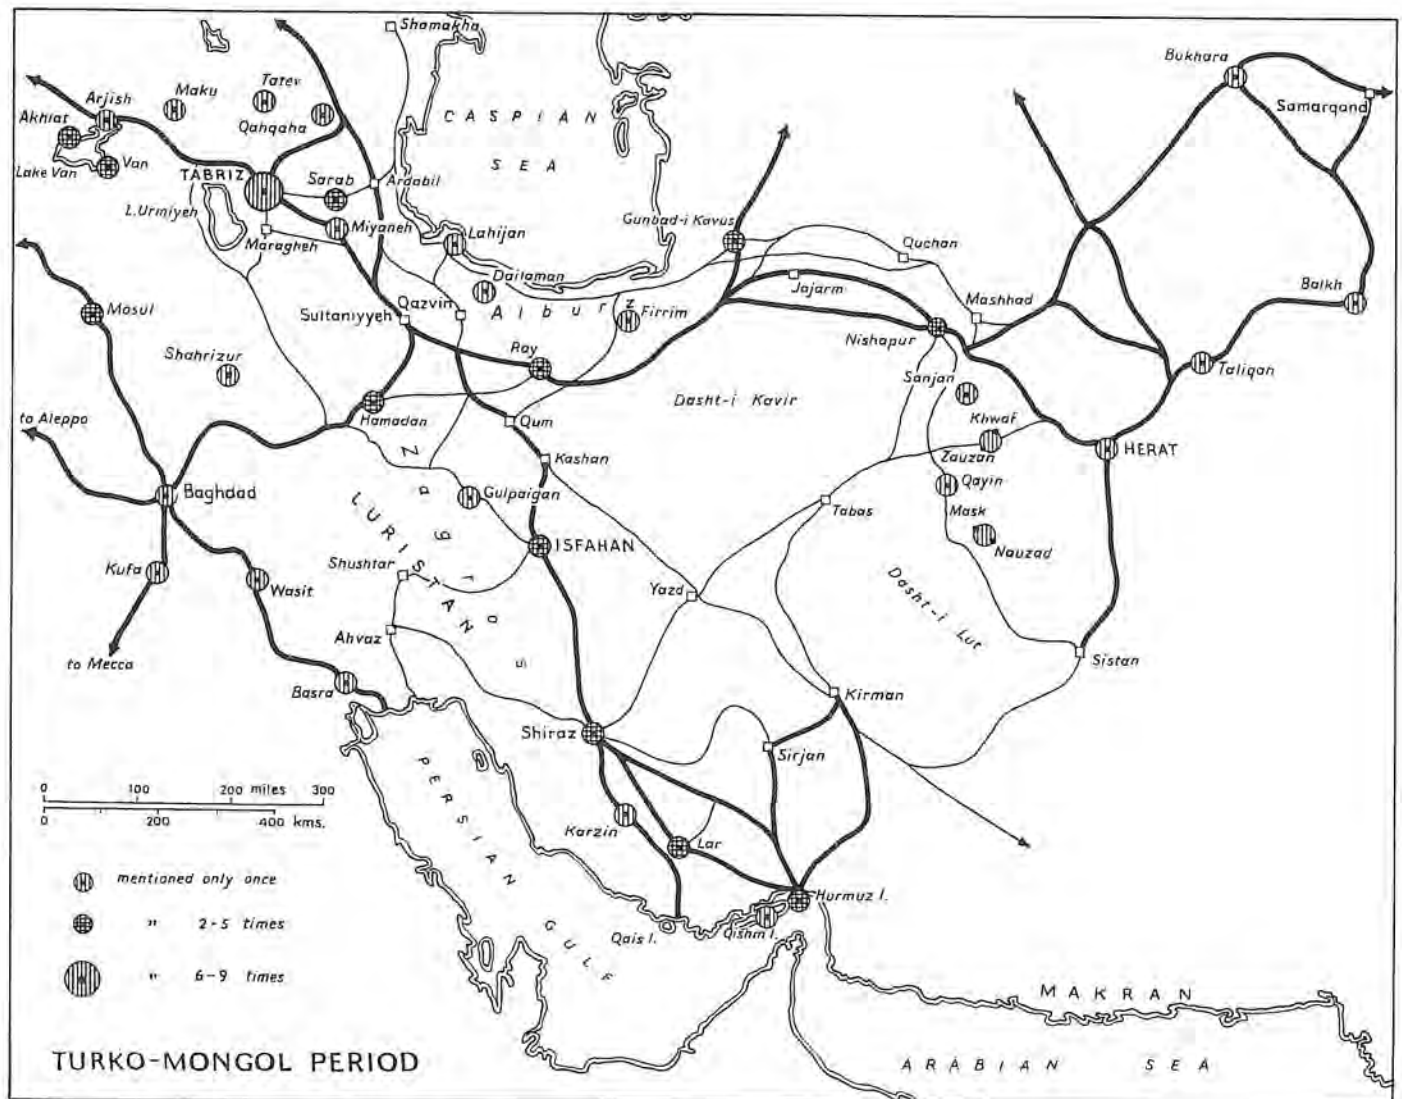 Shamakha
Bukhara
Samarqand
Arjish
Maku
Tatev
Akhlat
Qahqaha
CASPIAN
SEA
Van
Lake Van
TABRIZ
Sarab
Ardabil
L.Urmiyeh
Miyaneh
Maragheh
Lahijan
Gunbad-i Kavus
Quchan
Dailaman
Jajarm
Mashhad
Balkh
Mosul
Sultaniyyeh
Qazvin
Alburz
Firrim
Nishapur
Ray
Shahrizur
Taliqan
Sanjan
Dasht-i Kavir
to Aleppo
Hamadan
Qum
Khwaf
HERAT
Zagros
Kashan
Zauzan
Baghdad
Gulpaigan
Qayin
LURISTAN
Tabas
Mask
ISFAHAN
Nauzad
Kufa
Wasit
Shushtar
Yazd
Dasht-i Lut
Ahvaz
Sistan
to Mecca
Basra
Kirman
Shiraz
Sirjan
PERSIAN GULF
0 100 200 miles 300
0 200 400 kms.
Karzin
Lar
mentioned only once
Hurmuz I.
" 2-5 times
Qais I.
Qishm I.
" 6-9 times
MAKRAN
TURKO-MONGOL PERIOD
ARABIAN SEA